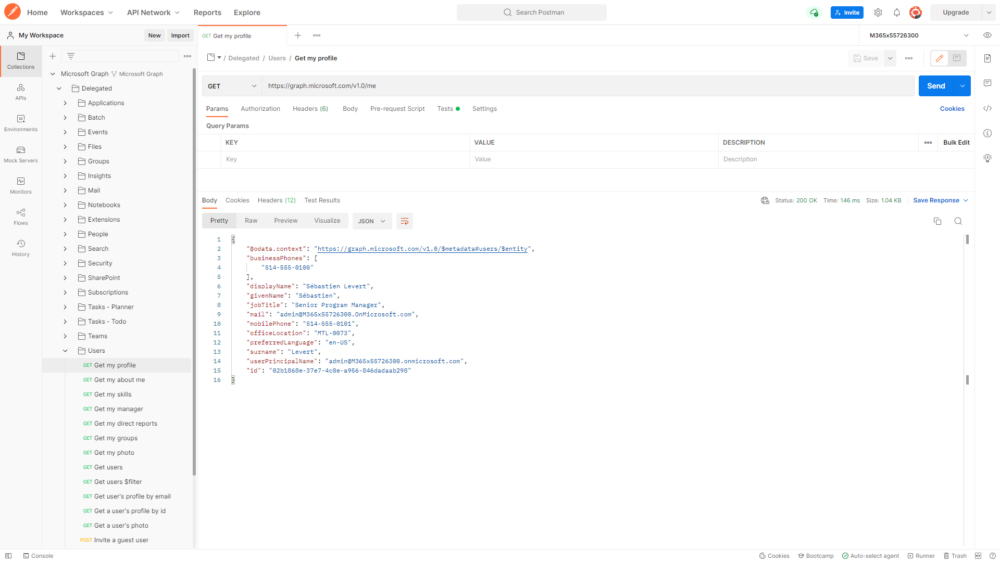 Home Workspaces API Network Reports Explore Search Postman Invite Upgrade
My Workspace New Import
GET Get my profile
M365x55726300
Collections
APIs
Environments
Mock Servers
Monitors
Flows
History
Microsoft Graph Microsoft Graph
Delegated
Applications
Batch
Events
Files
Groups
Insights
Mail
Notebooks
Extensions
People
Search
Security
SharePoint
Subscriptions
Tasks - Planner
Tasks - Todo
Teams
Users
GET Get my profile
GET Get my about me
GET Get my skills
GET Get my manager
GET Get my direct reports
GET Get my groups
GET Get my photo
GET Get users
GET Get users $filter
GET Get user's profile by email
GET Get a user's profile by id
GET Get a user's photo
POST Invite a guest user
/ Delegated / Users / Get my profile Save
GET https://graph.microsoft.com/v1.0/me Send
Params Authorization Headers (6) Body Pre-request Script Tests Settings Cookies
Query Params
KEY VALUE DESCRIPTION Bulk Edit
Key Value Description
Body Cookies Headers (12) Test Results Status: 200 OK Time: 146 ms Size: 1.04 KB Save Response
Pretty Raw Preview Visualize JSON
1 {
2 "@odata.context": "https://graph.microsoft.com/v1.0/$metadata#users/$entity",
3 "businessPhones": [
4 "514-555-0100"
5 ],
6 "displayName": "Sébastien Levert",
7 "givenName": "Sébastien",
8 "jobTitle": "Senior Program Manager",
9 "mail": "admin@M365x55726300.OnMicrosoft.com",
10 "mobilePhone": "514-555-0101",
11 "officeLocation": "MTL-0073",
12 "preferredLanguage": "en-US",
13 "surname": "Levert",
14 "userPrincipalName": "admin@M365x55726300.onmicrosoft.com",
15 "id": "02b1868e-37e7-4c0e-a956-846dadaab298"
16 }
Console Cookies Bootcamp Auto-select agent Runner Trash